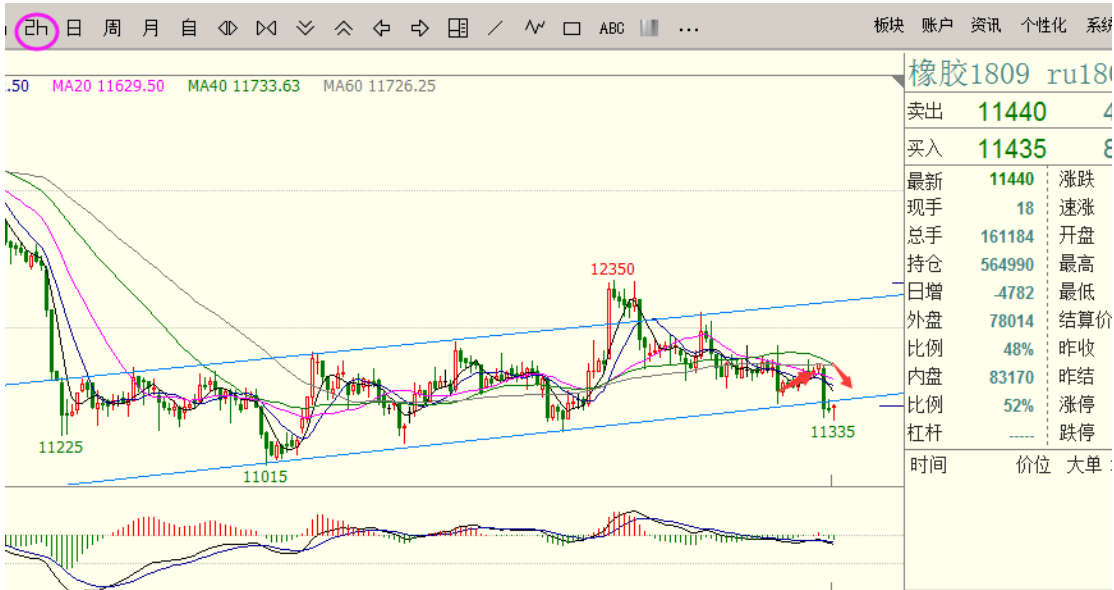 2H 日 周 月 自 ABC ... 板块 账户 资讯 个性化 系统
.50 MA20 11629.50 MA40 11733.63 MA60 11726.25
橡胶1809 ru180
卖出 11440 4
买入 11435 8
最新 11440 涨跌
现手 18 速涨
总手 161184 开盘
持仓 564990 最高
日增 -4782 最低
外盘 78014 结算价
比例 48% 昨收
内盘 83170 昨结
比例 52% 涨停
杠杆 ----- 跌停
时间 价位 大单
12350
11225
11015
11335